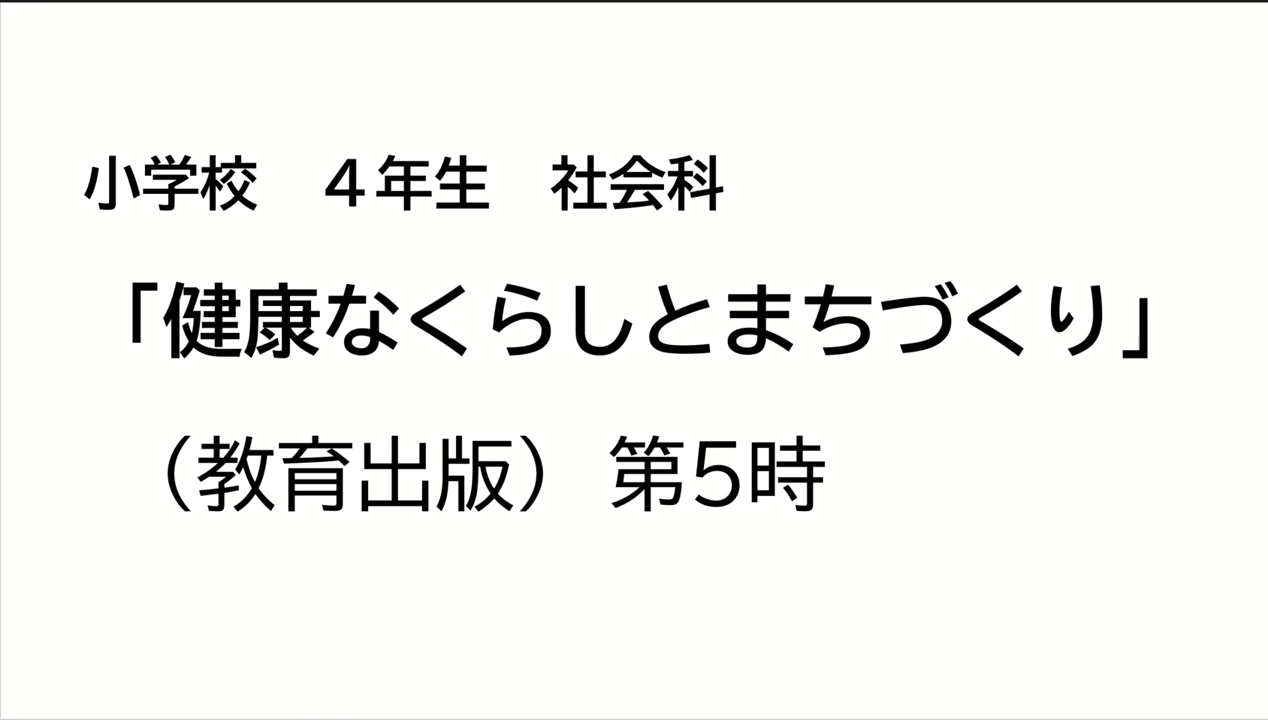 小学校　４年生　社会科
「健康なくらしとまちづくり」
（教育出版） 第5時